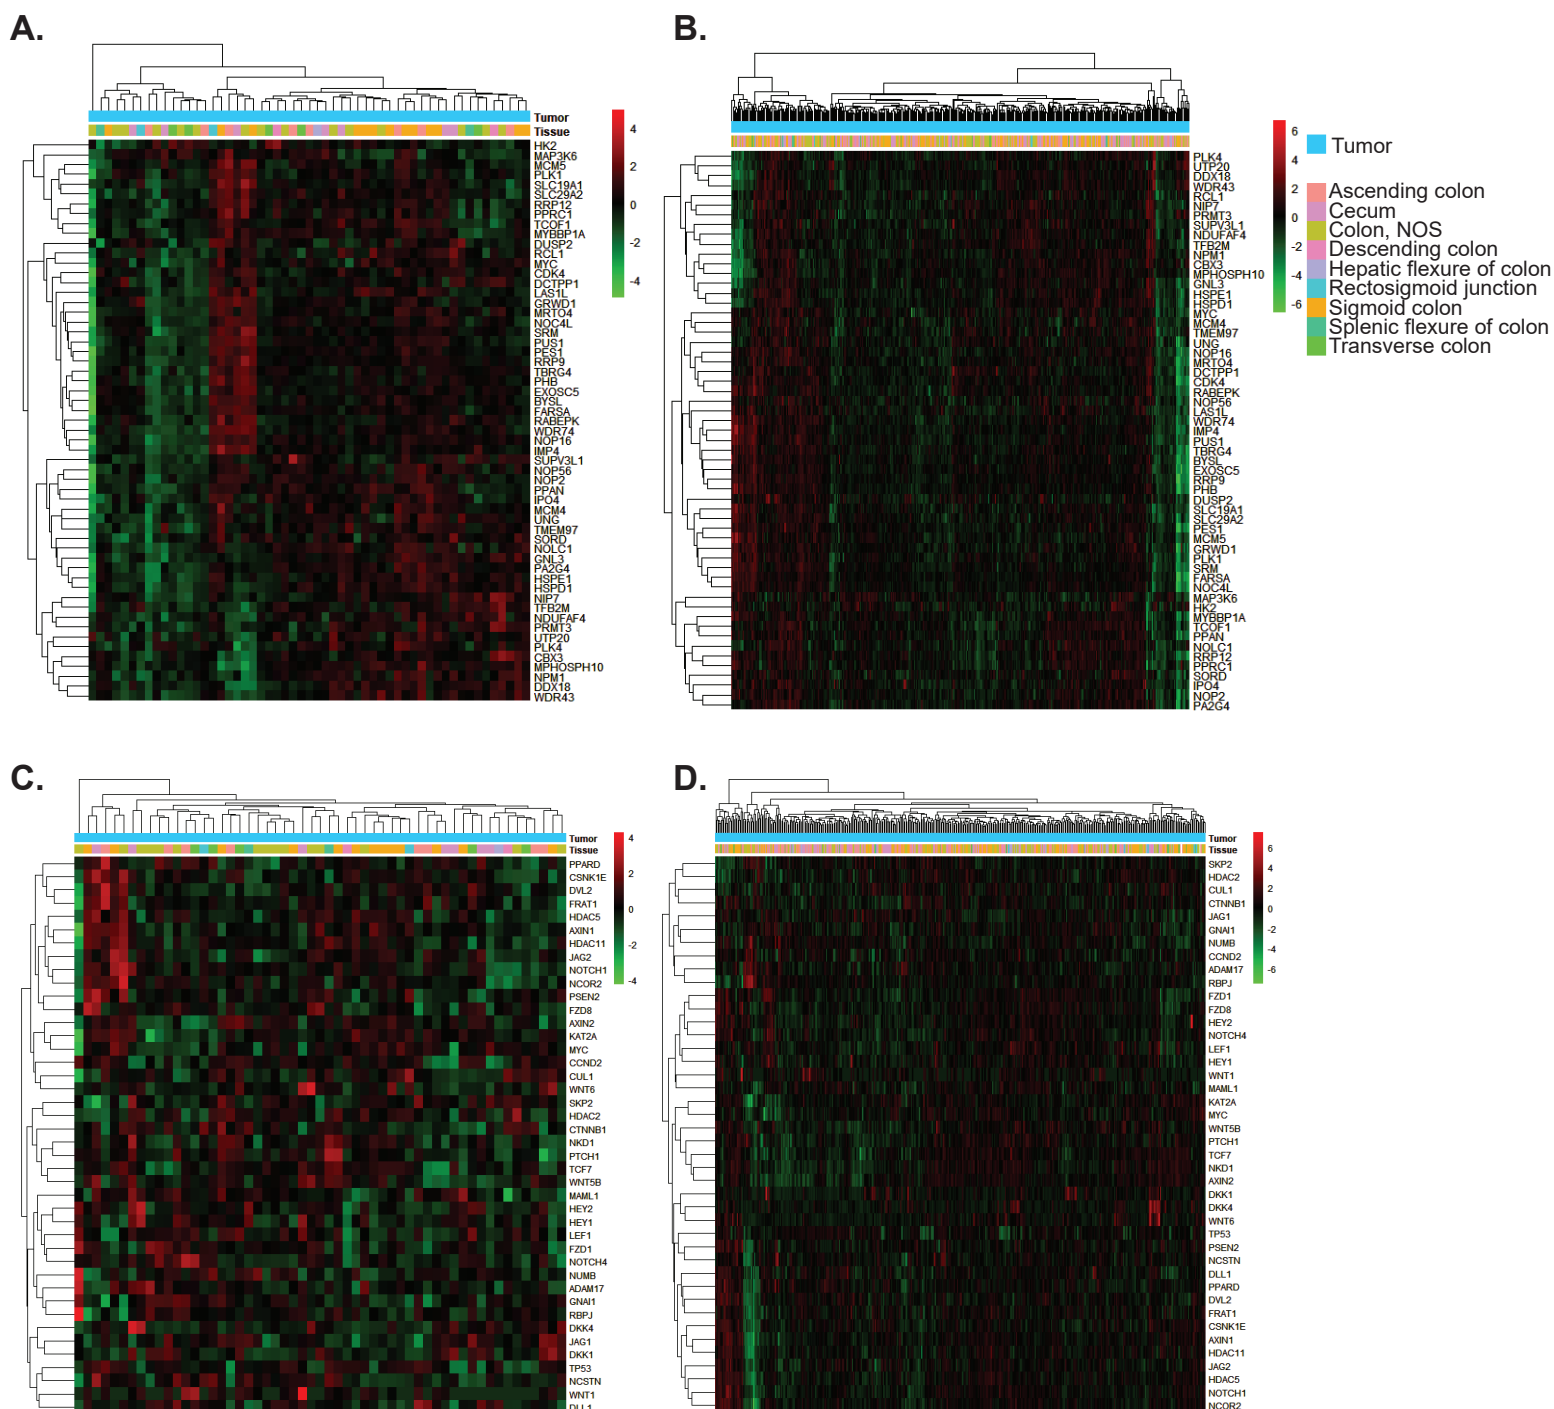 A.
Tumor
Tissue
HK2
MAP3K6
MCM5
PLK1
SLC19A1
SLC29A2
RRP12
PPRC1
TCOF1
MYBBP1A
DUSP2
RCL1
MYC
CDK4
DCTPP1
LAS1L
GRWD1
MRTO4
NOC4L
SRM
PUS1
PES1
RRP9
TBRG4
PHB
EXOSC5
BYSL
FARSA
RABEPK
WDR74
NOP16
IMP4
SUPV3L1
NOP56
NOP2
PPAN
IPO4
MCM4
UNG
TMEM97
SORD
NOLC1
GNL3
PA2G4
HSPE1
HSPD1
NIP7
TFB2M
NDUFAF4
PRMT3
UTP20
PLK4
CBX3
MPHOSPH10
NPM1
DDX18
WDR43
4
2
0
-2
-4
B.
PLK4
UTP20
DDX18
WDR43
RCL1
NIP7
PRMT3
SUPV3L1
NDUFAF4
TFB2M
NPM1
CBX3
MPHOSPH10
GNL3
HSPE1
HSPD1
MYC
MCM4
TMEM97
UNG
NOP16
MRTO4
DCTPP1
CDK4
RABEPK
NOP56
LAS1L
WDR74
IMP4
PUS1
TBRG4
BYSL
EXOSC5
RRP9
PHB
DUSP2
SLC19A1
SLC29A2
PES1
MCM5
GRWD1
PLK1
SRM
FARSA
NOC4L
MAP3K6
HK2
MYBBP1A
TCOF1
PPAN
NOLC1
RRP12
PPRC1
SORD
IPO4
NOP2
PA2G4
6
4
2
0
-2
-4
-6
Tumor
Ascending colon
Cecum
Colon, NOS
Descending colon
Hepatic flexure of colon
Rectosigmoid junction
Sigmoid colon
Splenic flexure of colon
Transverse colon
C.
Tumor
Tissue
PPARD
CSNK1E
DVL2
FRAT1
HDAC5
AXIN1
HDAC11
JAG2
NOTCH1
NCOR2
PSEN2
FZD8
AXIN2
KAT2A
MYC
CCND2
CUL1
WNT6
SKP2
HDAC2
CTNNB1
NKD1
PTCH1
TCF7
WNT5B
MAML1
HEY2
HEY1
LEF1
FZD1
NOTCH4
NUMB
ADAM17
GNAI1
RBPJ
DKK4
JAG1
DKK1
TP53
NCSTN
WNT1
DLL1
4
2
0
-2
-4
D.
Tumor
Tissue
SKP2
HDAC2
CUL1
CTNNB1
JAG1
GNAI1
NUMB
CCND2
ADAM17
RBPJ
FZD1
FZD8
HEY2
NOTCH4
LEF1
HEY1
WNT1
MAML1
KAT2A
MYC
WNT5B
PTCH1
TCF7
NKD1
AXIN2
DKK1
DKK4
WNT6
TP53
PSEN2
NCSTN
DLL1
PPARD
DVL2
FRAT1
CSNK1E
AXIN1
HDAC11
JAG2
HDAC5
NOTCH1
NCOR2
6
4
2
0
-2
-4
-6